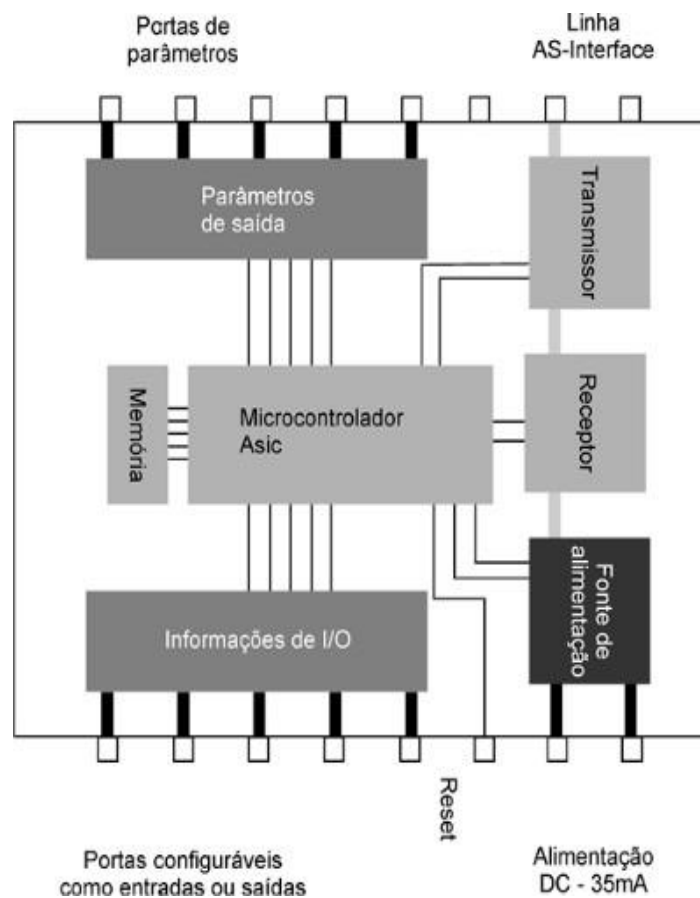 Portas de
parâmetros
Linha
AS-Interface
Parâmetros
de saída
Transmissor
Memória
Microcontrolador
Asic
Receptor
Informações de I/O
Fonte de
alimentação
Reset
Portas configuráveis
como entradas ou saídas
Alimentação
DC - 35mA